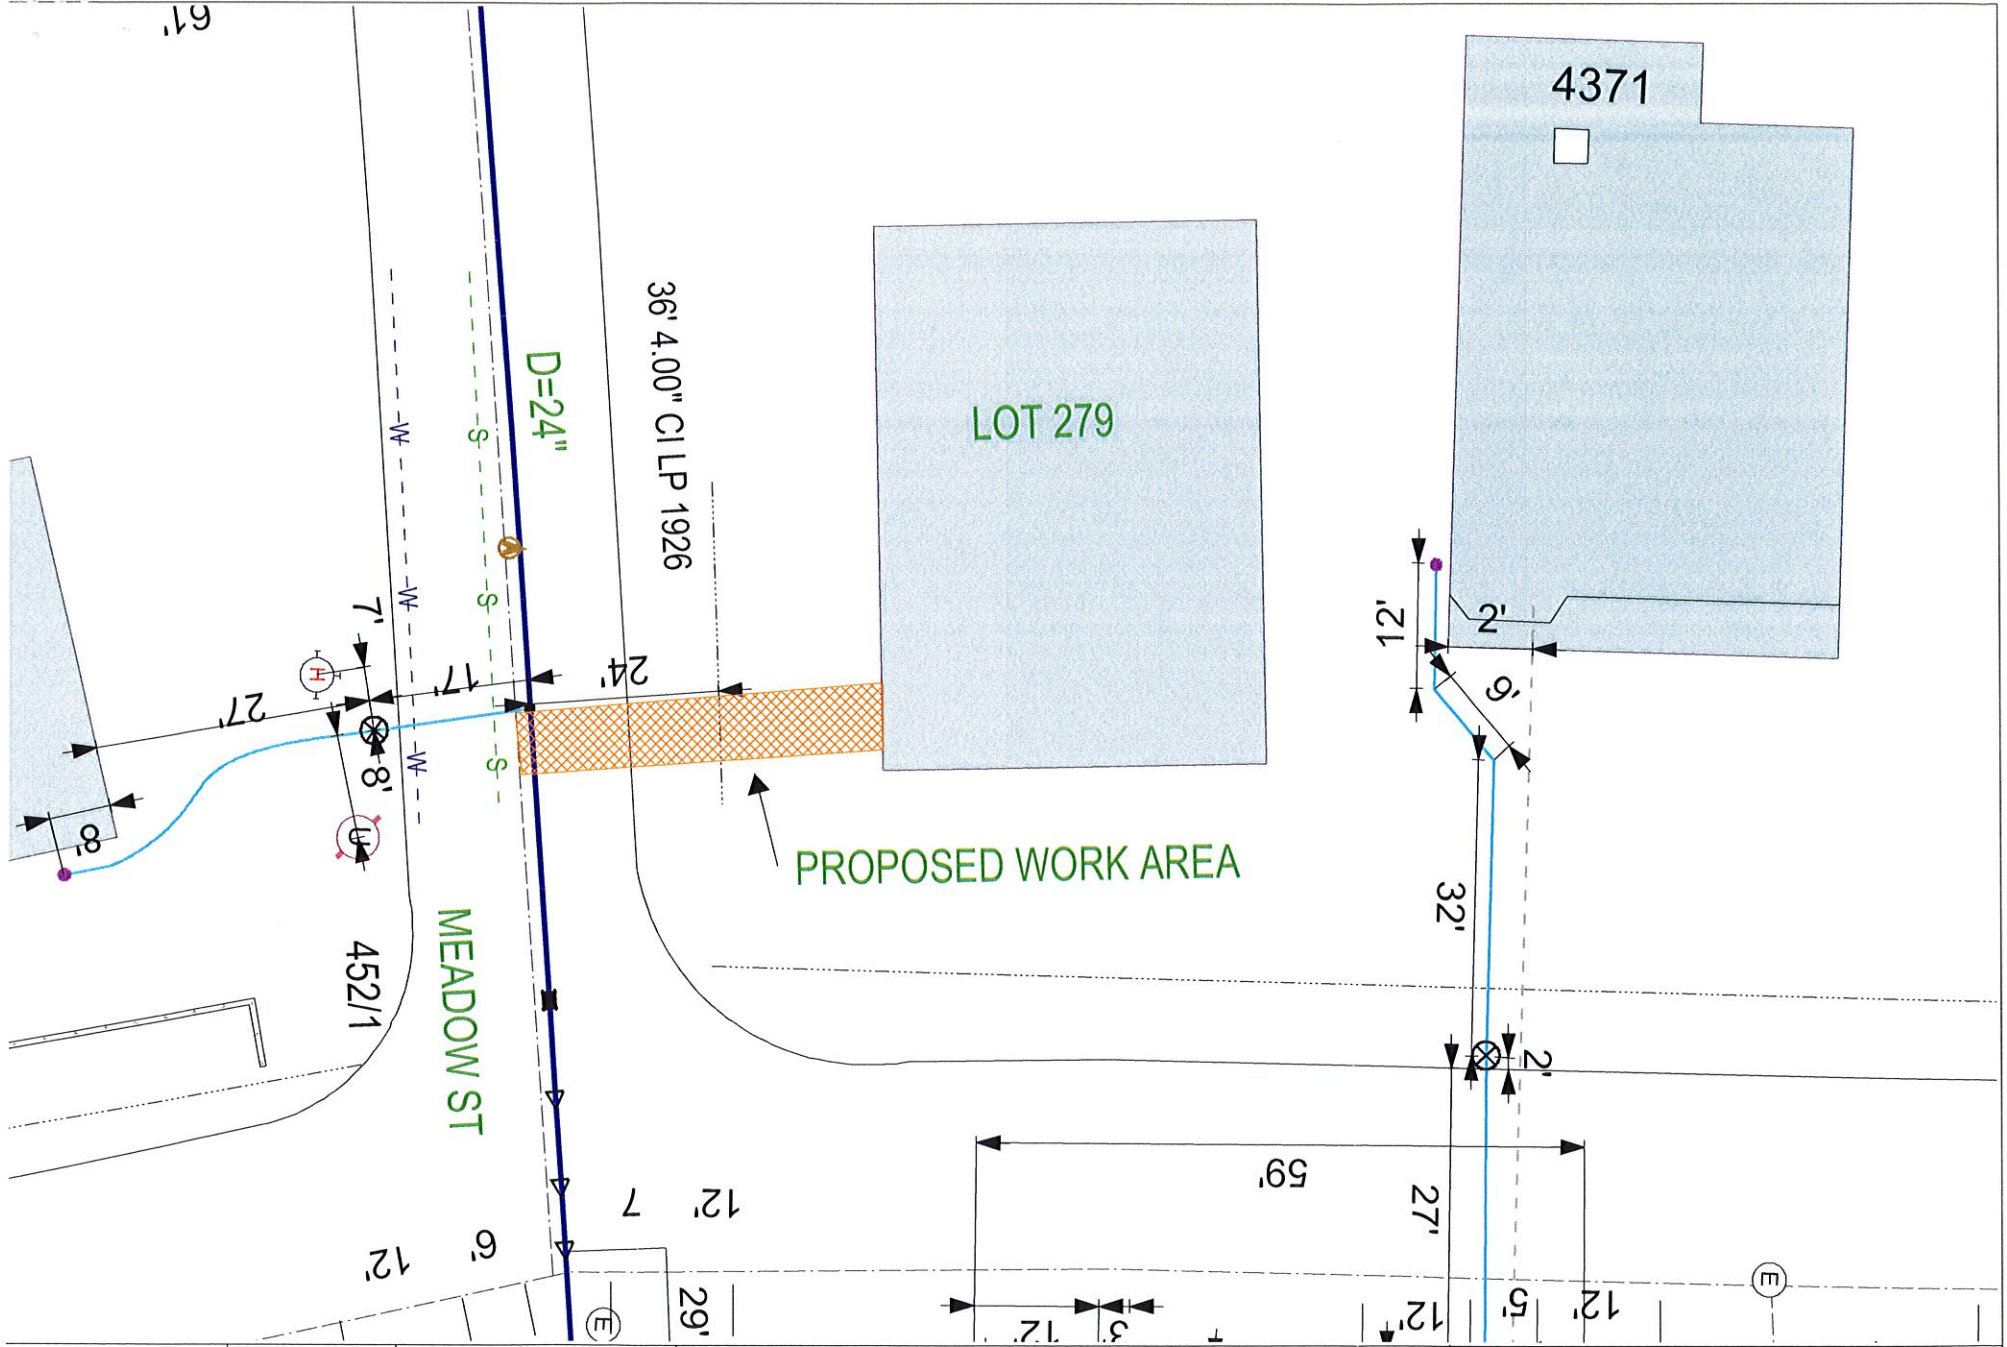 61'
4371
D=24"
36' 4.00" CI LP 1926
LOT 279
W
S
A
W
S
W
S
7'
H
27'
17'
24'
8'
U
8'
12'
2'
9'
32'
PROPOSED WORK AREA
452/1
MEADOW ST
2'
59'
27'
7
12'
6'
12'
29'
E
12'
3'
12'
5'
12'
E